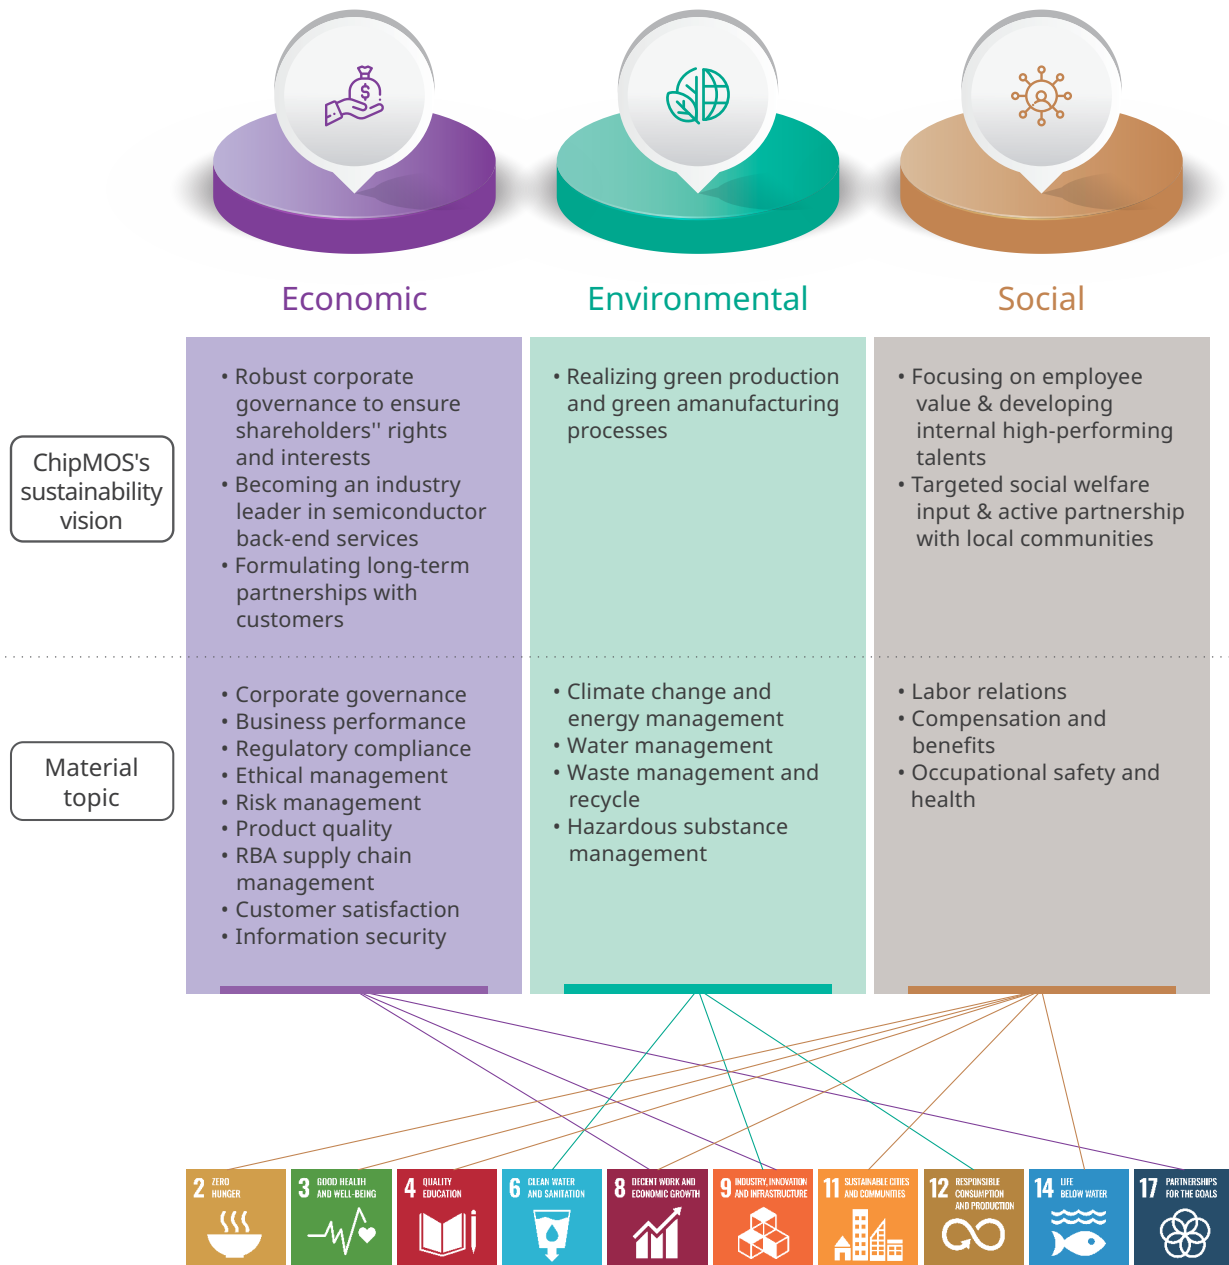 Economic
Environmental
Social
ChipMOS's
sustainability
vision
• Robust corporate
governance to ensure
shareholders'' rights
and interests
• Becoming an industry
leader in semiconductor
back-end services
• Formulating long-term
partnerships with
customers
• Realizing green production
and green amanufacturing
processes
• Focusing on employee
value & developing
internal high-performing
talents
• Targeted social welfare
input & active partnership
with local communities
Material
topic
• Corporate governance
• Business performance
• Regulatory compliance
• Ethical management
• Risk management
• Product quality
• RBA supply chain
management
• Customer satisfaction
• Information security
• Climate change and
energy management
• Water management
• Waste management and
recycle
• Hazardous substance
management
• Labor relations
• Compensation and
benefits
• Occupational safety and
health
2 ZERO
HUNGER
3 GOOD HEALTH
AND WELL-BEING
4 QUALITY
EDUCATION
6 CLEAN WATER
AND SANITATION
8 DECENT WORK AND
ECONOMIC GROWTH
9 INDUSTRY, INNOVATION
AND INFRASTRUCTURE
11 SUSTAINABLE CITIES
AND COMMUNITIES
12 RESPONSIBLE
CONSUMPTION
AND PRODUCTION
14 LIFE
BELOW WATER
17 PARTNERSHIPS
FOR THE GOALS